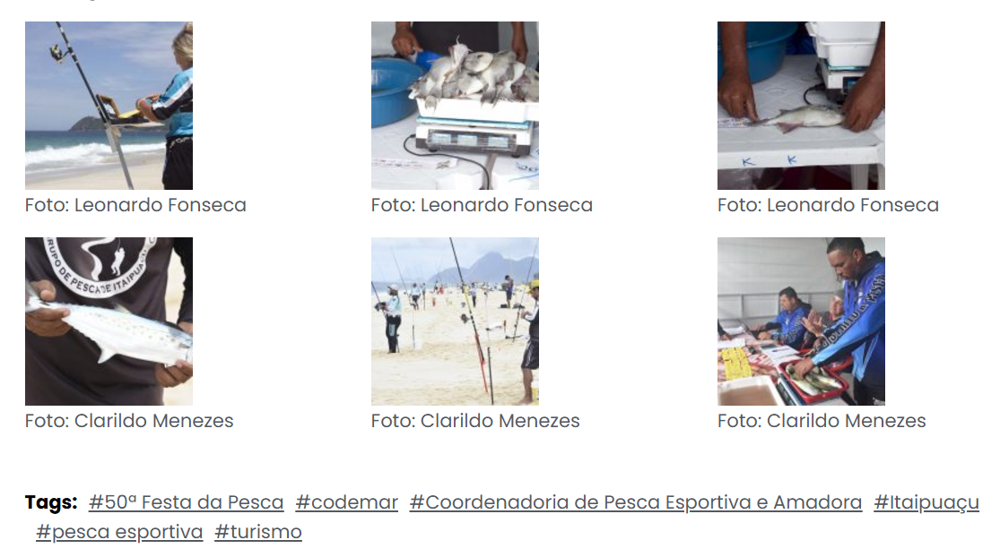 Foto: Leonardo Fonseca
Foto: Leonardo Fonseca
Foto: Leonardo Fonseca
RUPO DE PESCA DE ITAIPUA
K K
Foto: Clarildo Menezes
Foto: Clarildo Menezes
Foto: Clarildo Menezes
Tags: #50ª Festa da Pesca #codemar #Coordenadoria de Pesca Esportiva e Amadora #Itaipuaçu
#pesca esportiva #turismo